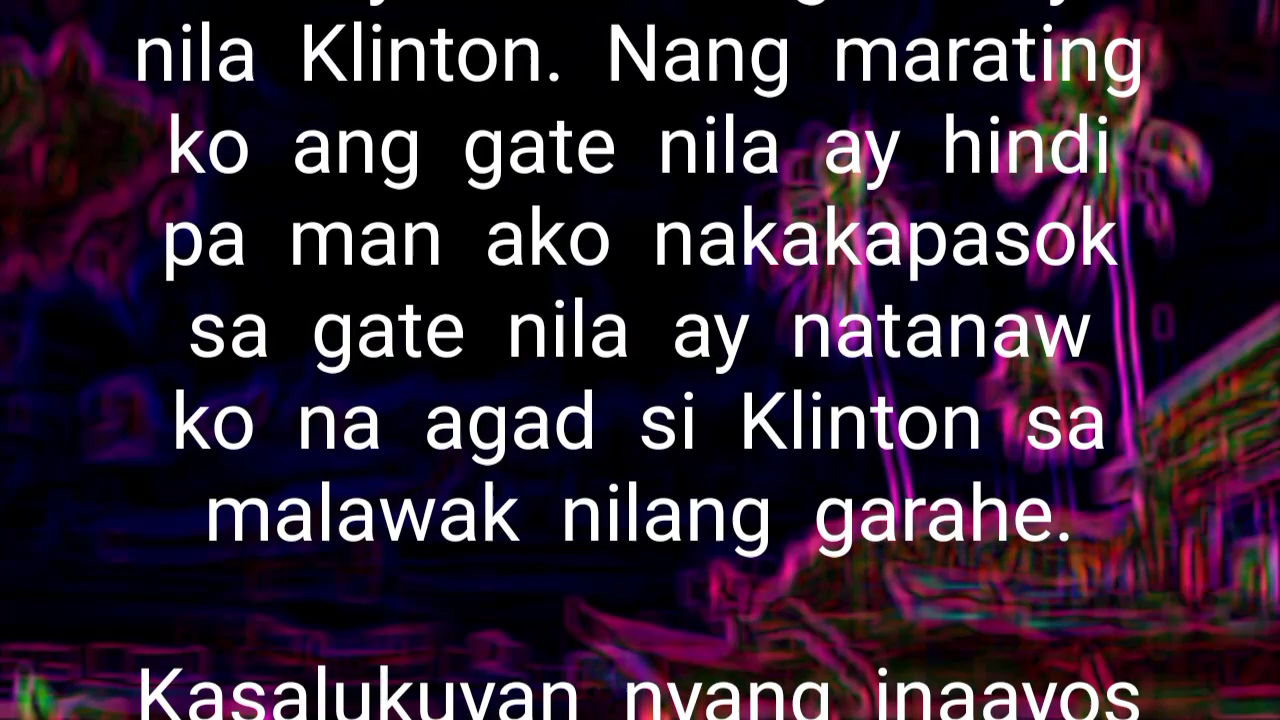 nila Klinton. Nang marating
ko ang gate nila ay hindi
pa man ako nakakapasok
sa gate nila ay natanaw
ko na agad si Klinton sa
malawak nilang garahe.
Kasalukuyan nyang inaayos